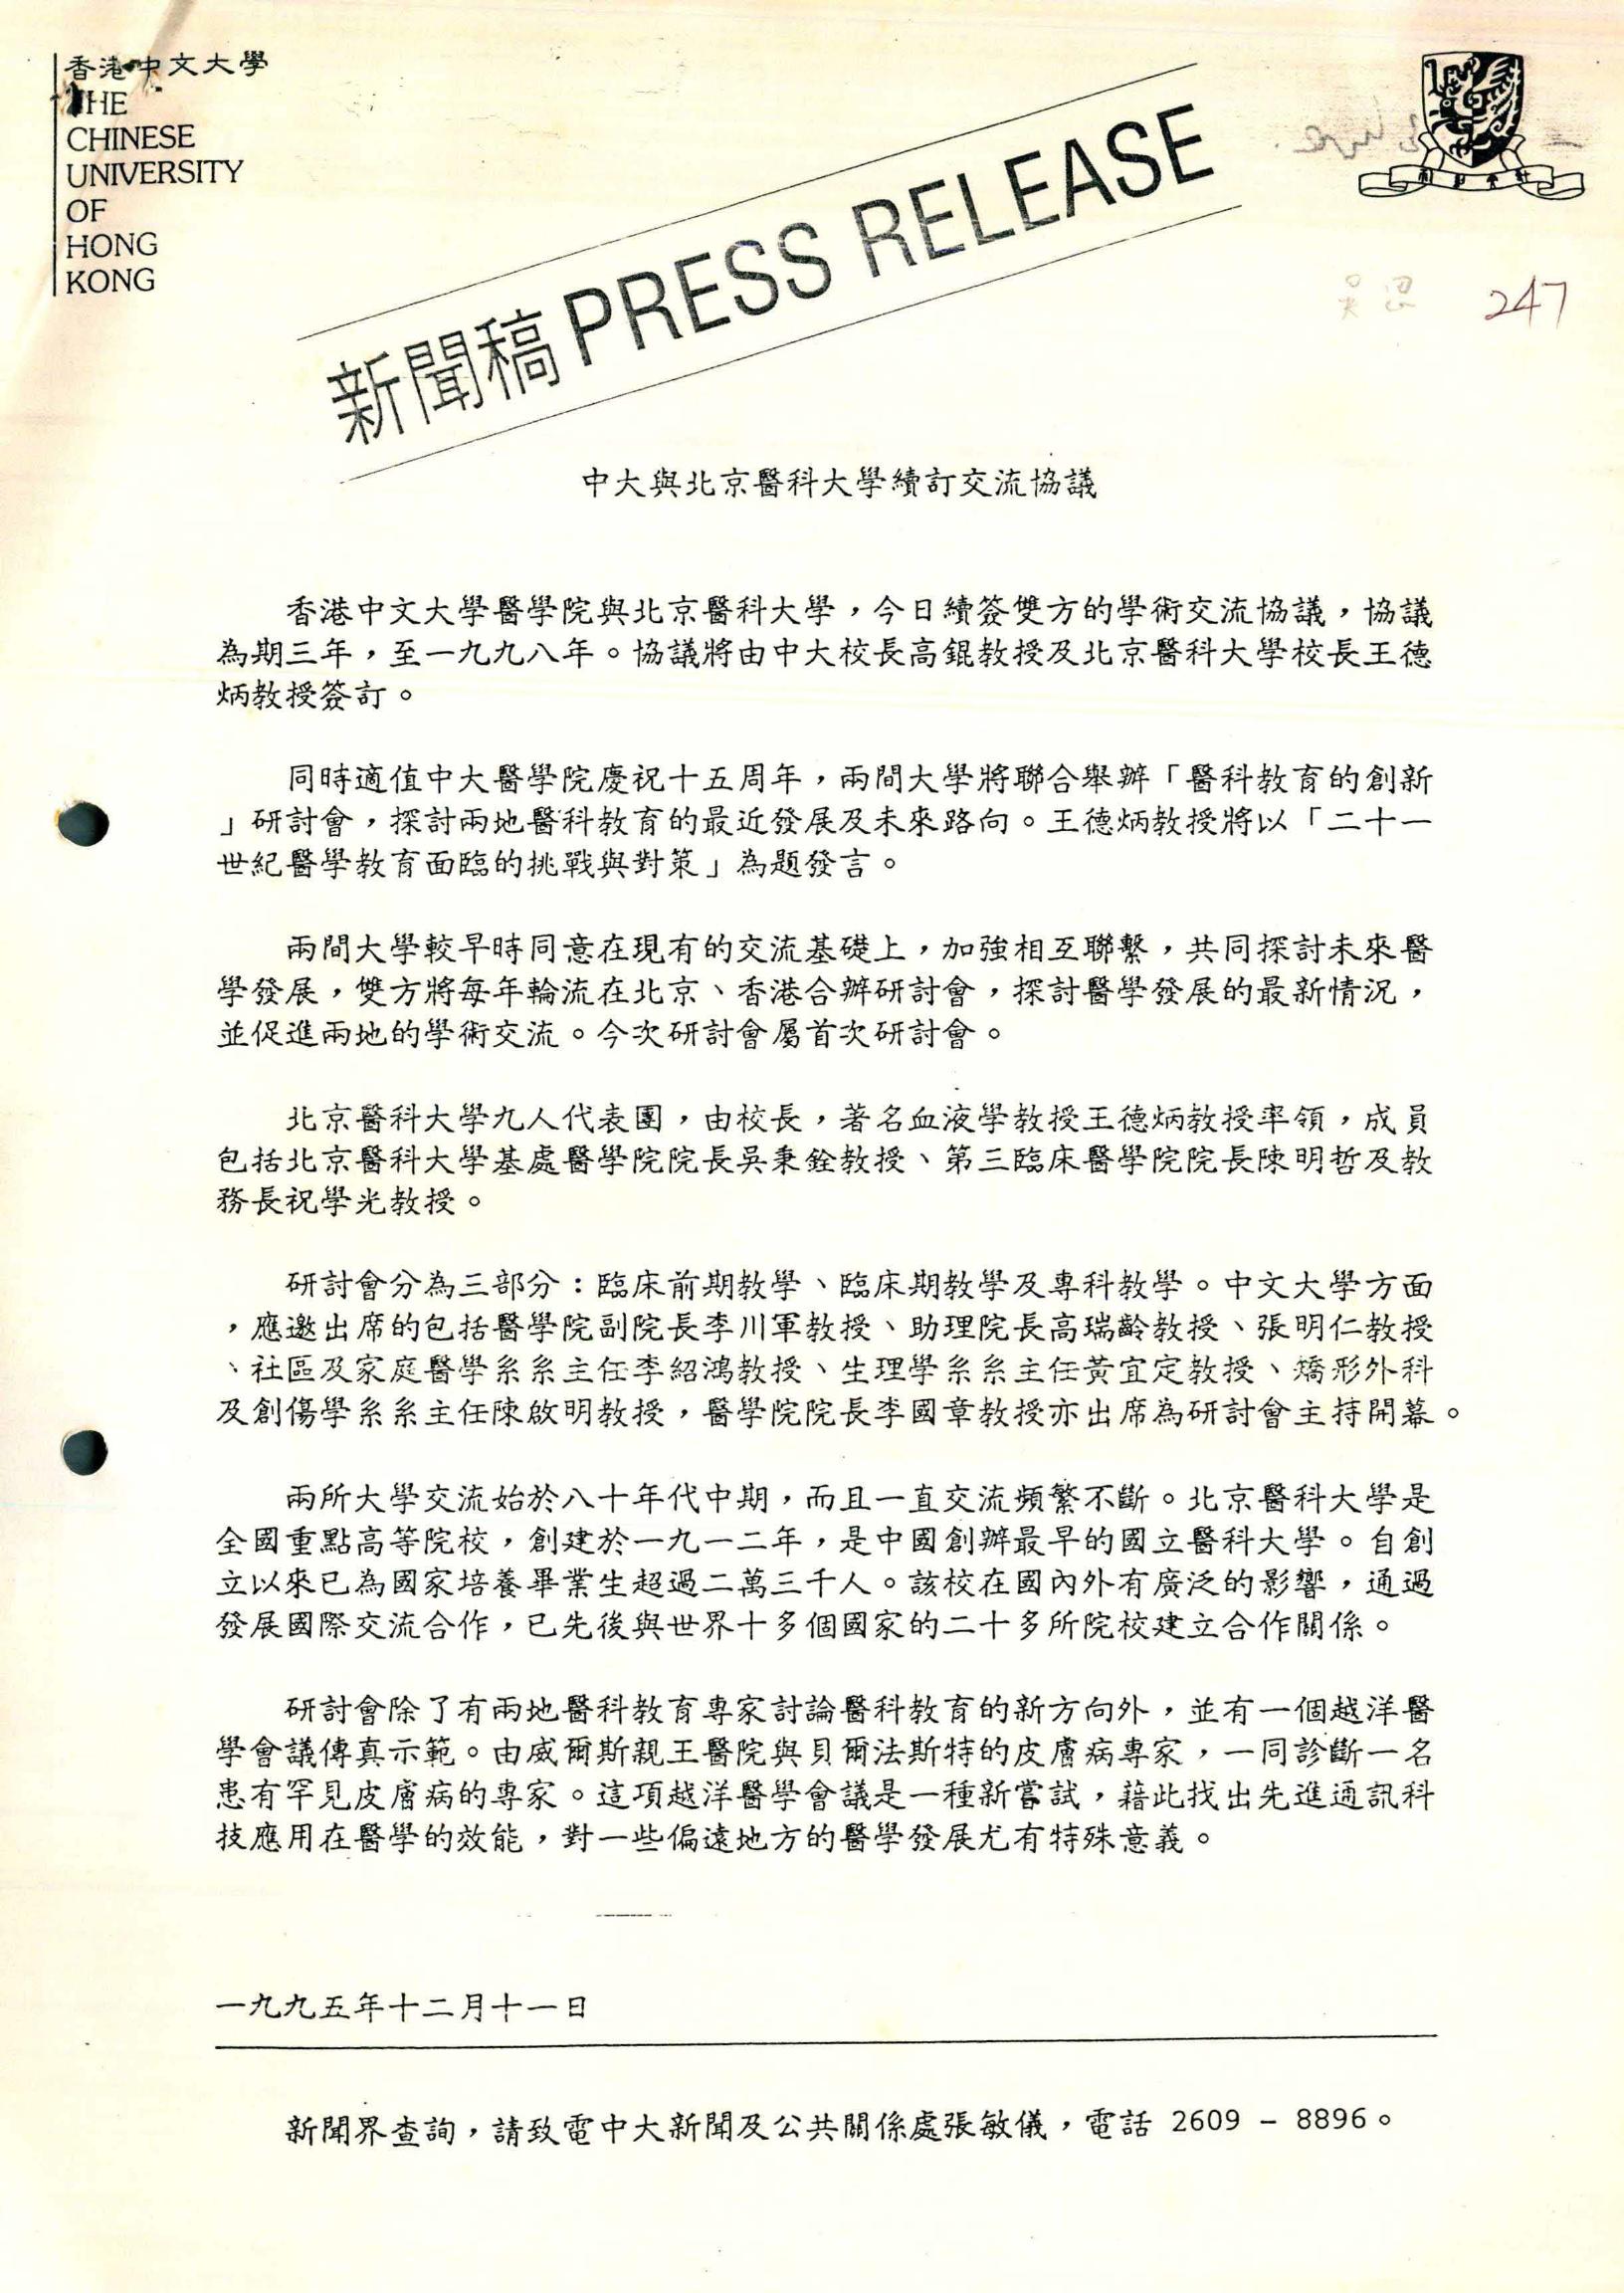 香港中文大學
THE
CHINESE
UNIVERSITY
OF
HONG
KONG
新聞稿 PRESS RELEASE
247
中大與北京醫科大學續訂交流協議
香港中文大學醫學院與北京醫科大學，今日續簽雙方的學術交流協議，協議
為期三年，至一九九八年。協議將由中大校長高錕教授及北京醫科大學校長王德
炳教授簽訂。
同時適值中大醫學院慶祝十五周年，兩間大學將聯合舉辦「醫科教育的創新
」研討會，探討兩地醫科教育的最近發展及未來路向。王德炳教授將以「二十一
世紀醫學教育面臨的挑戰與對策」為題發言。
兩間大學較早時同意在現有的交流基礎上，加強相互聯繫，共同探討未來醫
學發展，雙方將每年輪流在北京、香港合辦研討會，探討醫學發展的最新情況，
並促進兩地的學術交流。今次研討會屬首次研討會。
北京醫科大學九人代表團，由校長，著名血液學教授王德炳教授率領，成員
包括北京醫科大學基處醫學院院長吳秉銓教授、第三臨床醫學院院長陳明哲及教
務長祝學光教授。
研討會分為三部分：臨床前期教學、臨床期教學及專科教學。中文大學方面
，應邀出席的包括醫學院副院長李川軍教授、助理院長高瑞齡教授、張明仁教授
、社區及家庭醫學系系主任李紹鴻教授、生理學系系主任黃宜定教授、矯形外科
及創傷學系系主任陳啟明教授，醫學院院長李國章教授亦出席為研討會主持開幕。
兩所大學交流始於八十年代中期，而且一直交流頻繁不斷。北京醫科大學是
全國重點高等院校，創建於一九一二年，是中國創辦最早的國立醫科大學。自創
立以來已為國家培養畢業生超過二萬三千人。該校在國內外有廣泛的影響，通過
發展國際交流合作，已先後與世界十多個國家的二十多所院校建立合作關係。
研討會除了有兩地醫科教育專家討論醫科教育的新方向外，並有一個越洋醫
學會議傳真示範。由威爾斯親王醫院與貝爾法斯特的皮膚病專家，一同診斷一名
患有罕見皮膚病的專家。這項越洋醫學會議是一種新嘗試，藉此找出先進通訊科
技應用在醫學的效能，對一些偏遠地方的醫學發展尤有特殊意義。
一九九五年十二月十一日
新聞界查詢，請致電中大新聞及公共關係處張敏儀，電話 2609 - 8896。